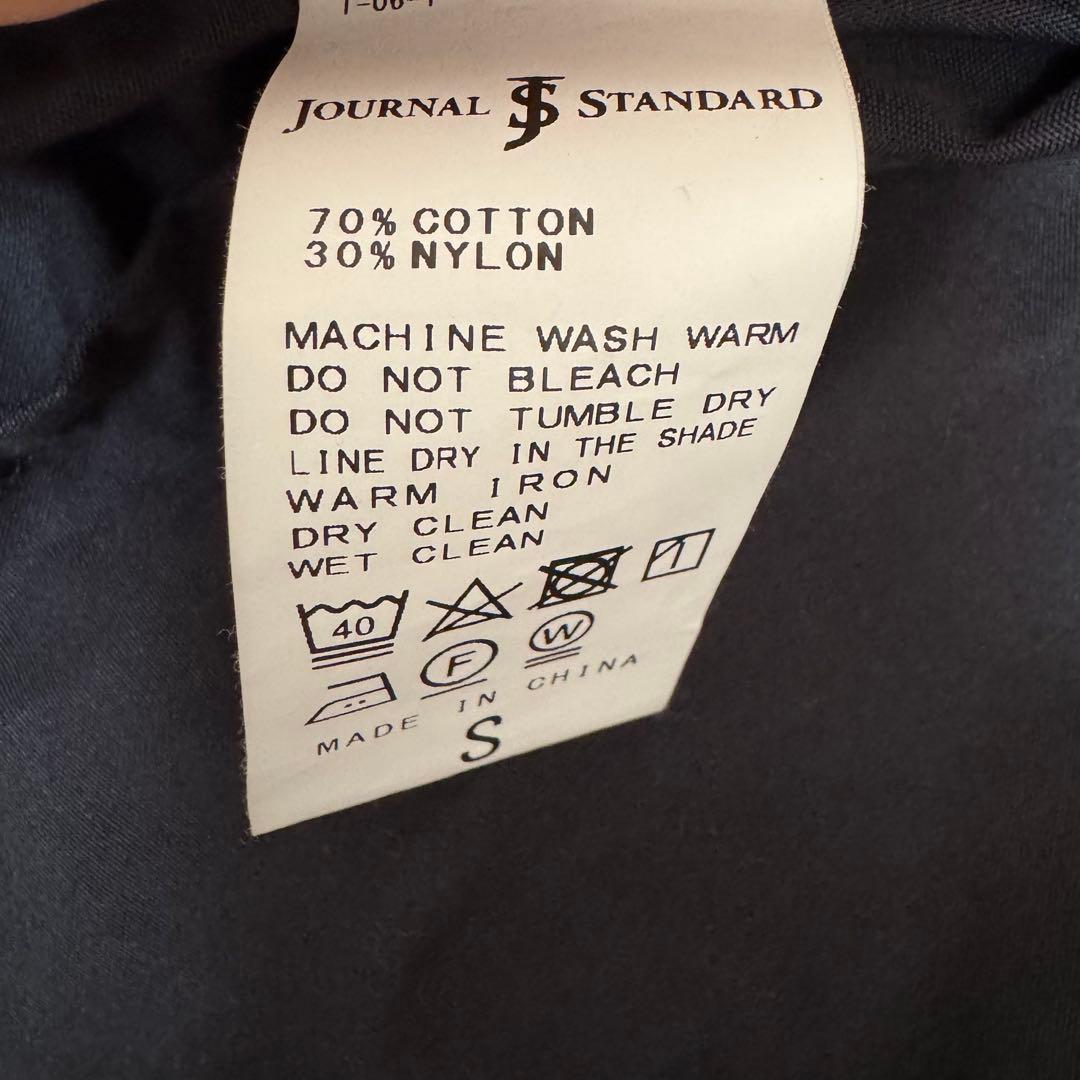 JOURNAL JS STANDARD
70% COTTON
30% NYLON
MACHINE WASH WARM
DO NOT BLEACH
DO NOT TUMBLE DRY
LINE DRY IN THE SHADE
WARM IRON
DRY CLEAN
WET CLEAN
40
F W
MADE IN CHINA
S